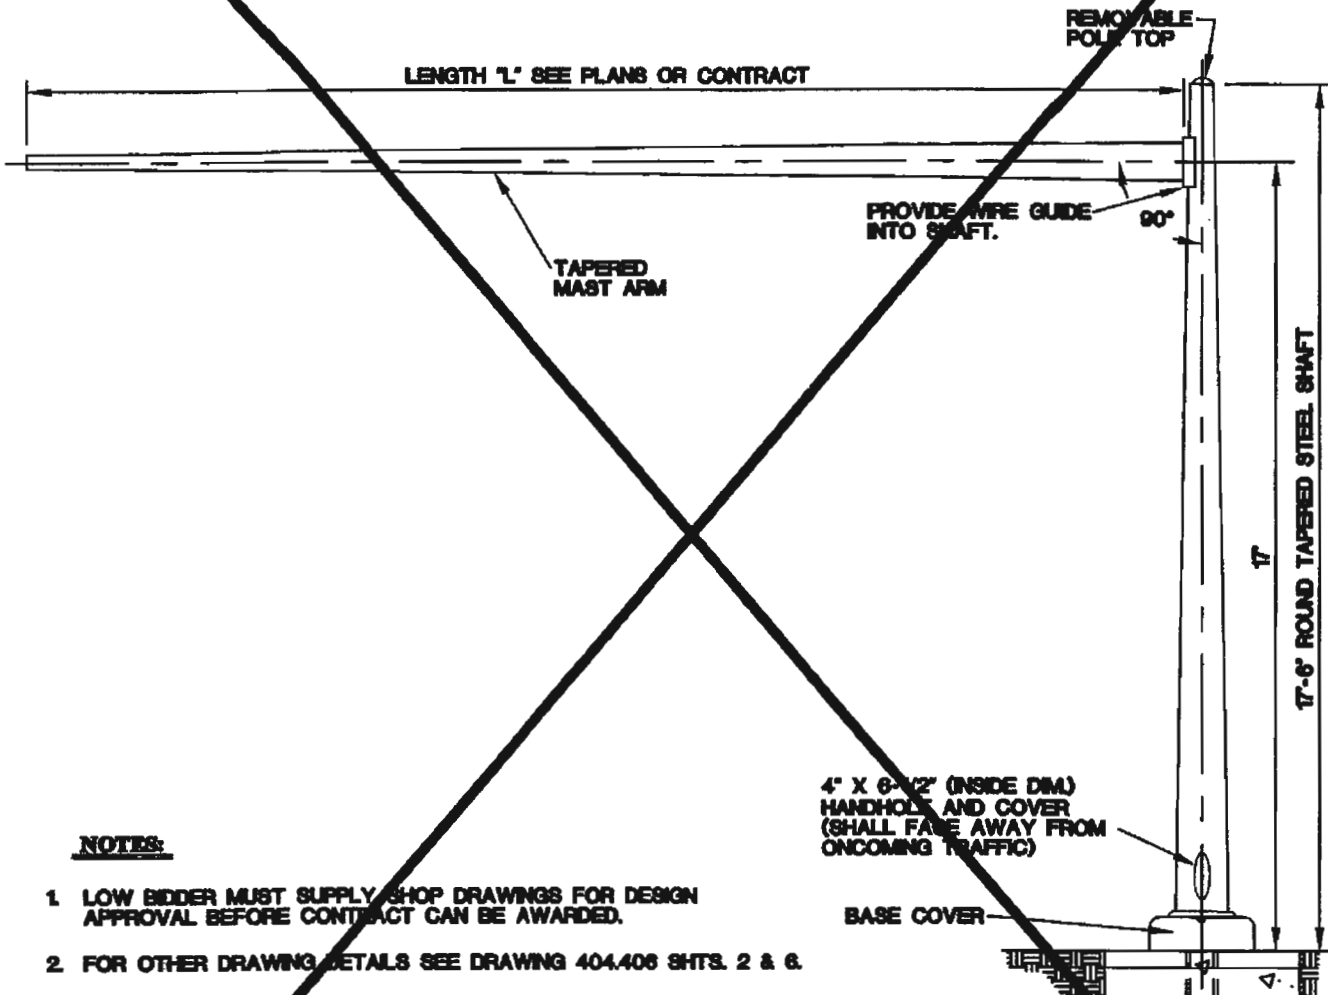 REMOVABLE
POLE TOP
LENGTH "L" SEE PLANS OR CONTRACT
PROVIDE WIRE GUIDE
INTO SHAFT.
90°
TAPERED
MAST ARM
17'
17'-6" ROUND TAPERED STEEL SHAFT
4" X 6-1/2" (INSIDE DIM.)
HANDHOLE AND COVER
(SHALL FACE AWAY FROM
ONCOMING TRAFFIC)
BASE COVER
NOTES:
1. LOW BIDDER MUST SUPPLY SHOP DRAWINGS FOR DESIGN
APPROVAL BEFORE CONTRACT CAN BE AWARDED.
2. FOR OTHER DRAWING DETAILS SEE DRAWING 404.406 SHTS. 2 & 6.